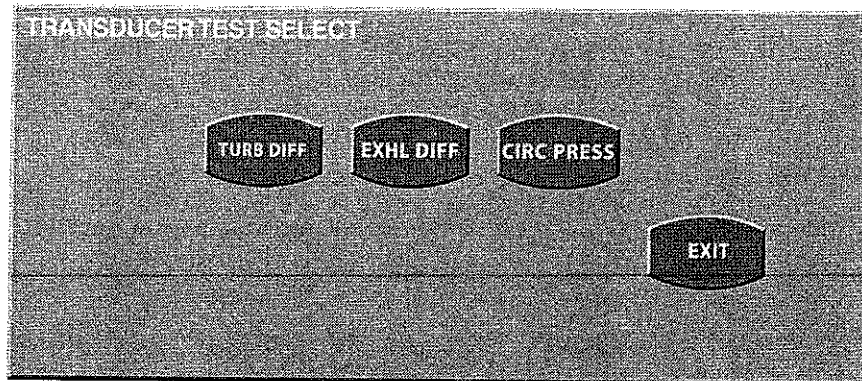 TRANSDUCER TEST SELECT
TURB DIFF EXHL DIFF CIRC PRESS
EXIT